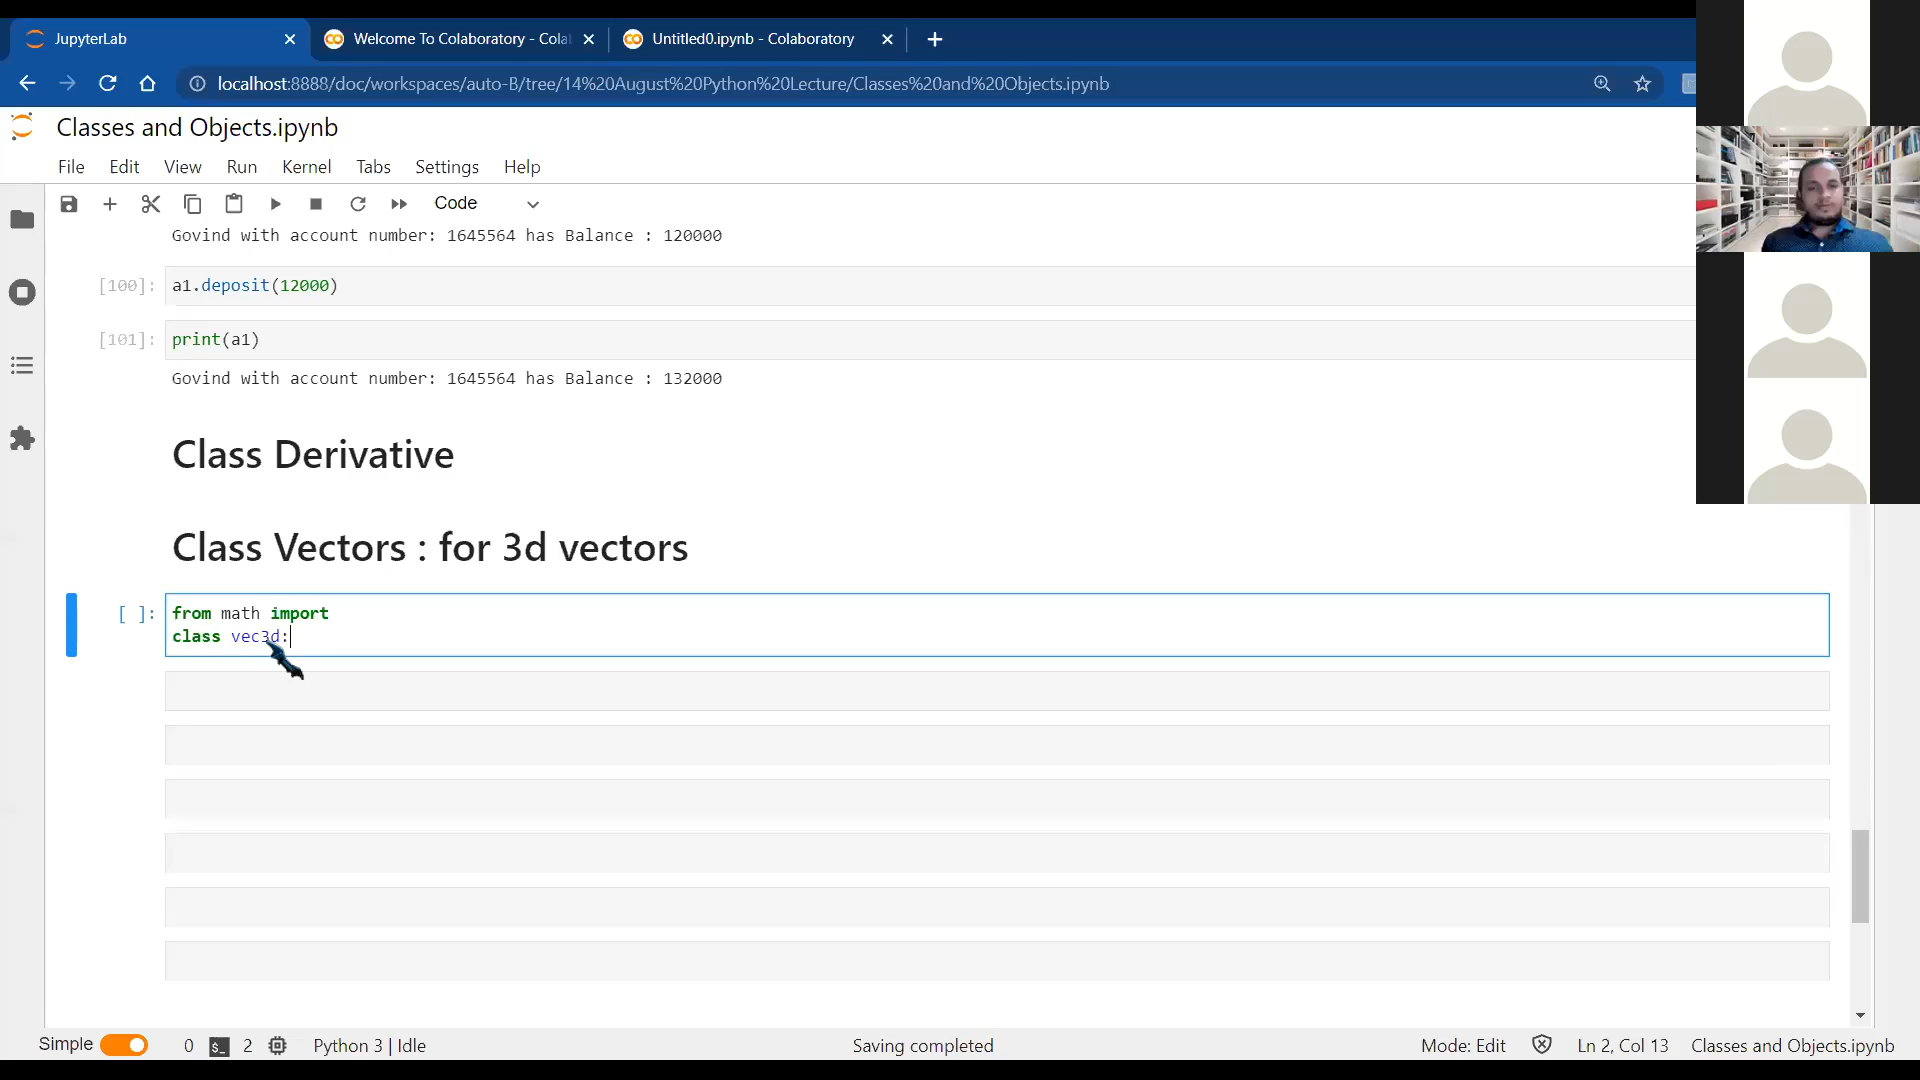 JupyterLab
Welcome To Colaboratory - Cola
Untitled0.ipynb - Colaboratory
localhost:8888/doc/workspaces/auto-B/tree/14%20August%20Python%20Lecture/Classes%20and%20Objects.ipynb
Classes and Objects.ipynb
File Edit View Run Kernel Tabs Settings Help
Code
Govind with account number: 1645564 has Balance : 120000
[100]: a1.deposit(12000)
[101]: print(a1)
Govind with account number: 1645564 has Balance : 132000
Class Derivative
Class Vectors : for 3d vectors
[ ]: from math import
class vec3d:
Simple 0 $_ 2 Python 3 | Idle Saving completed Mode: Edit Ln 2, Col 13 Classes and Objects.ipynb